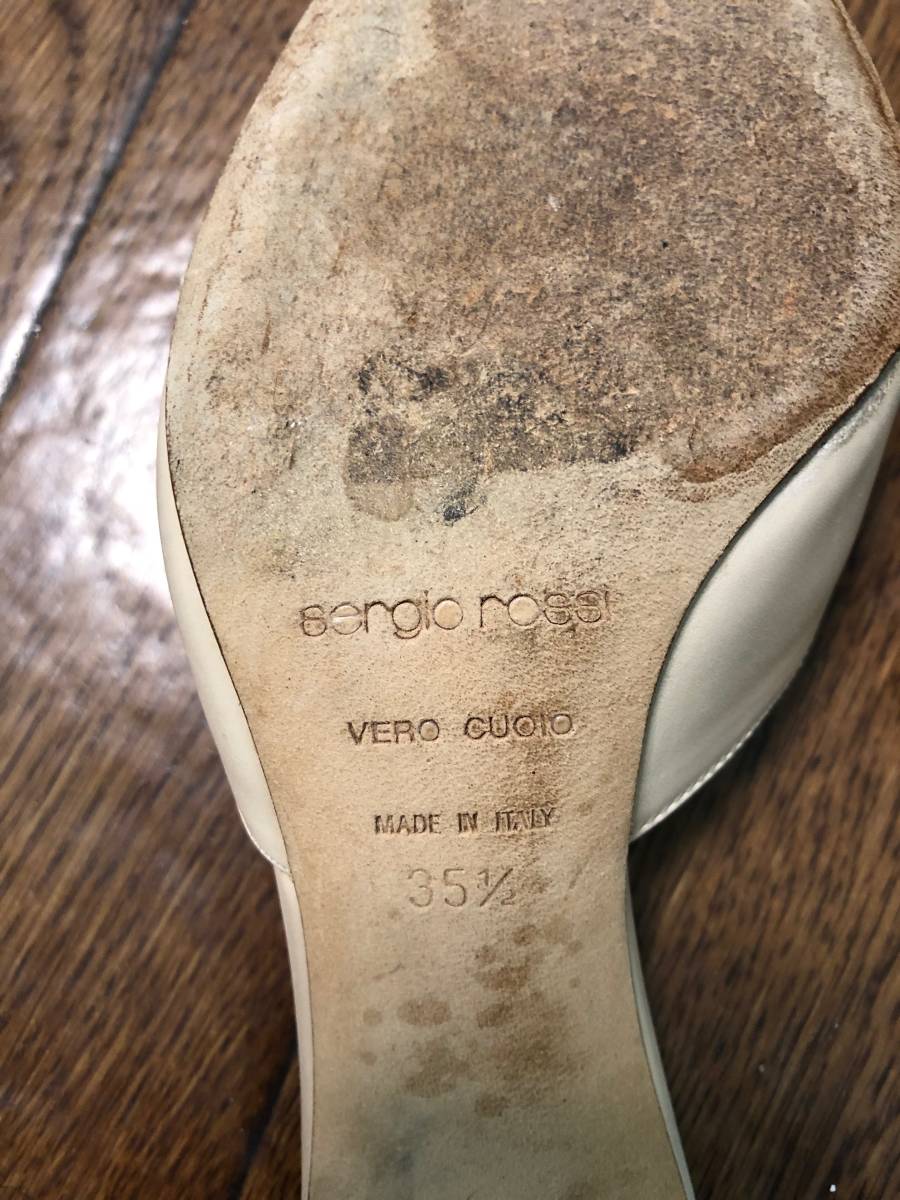 sergio rossi
VERO CUOIO
MADE IN ITALY
35½